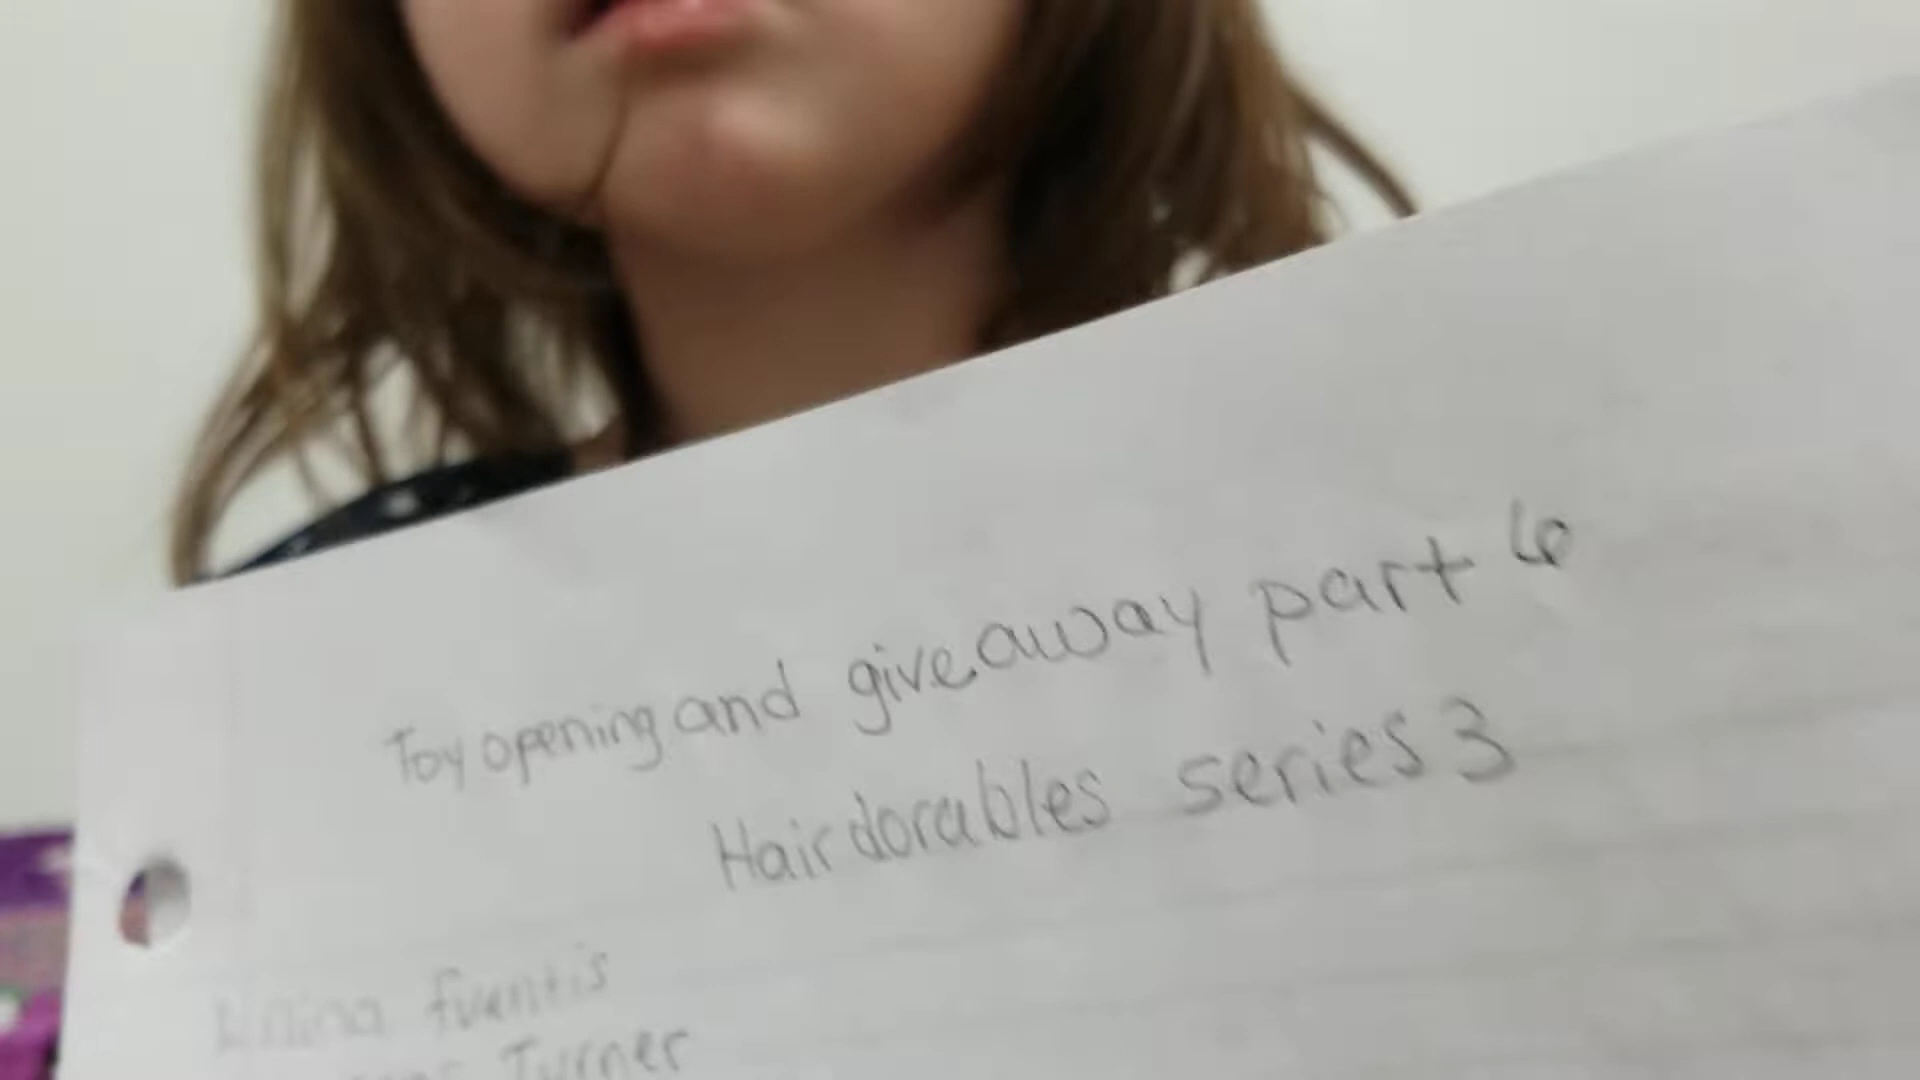 Toy opening and giveaway part 6
Hairdorables series 3
fuentis
Turner